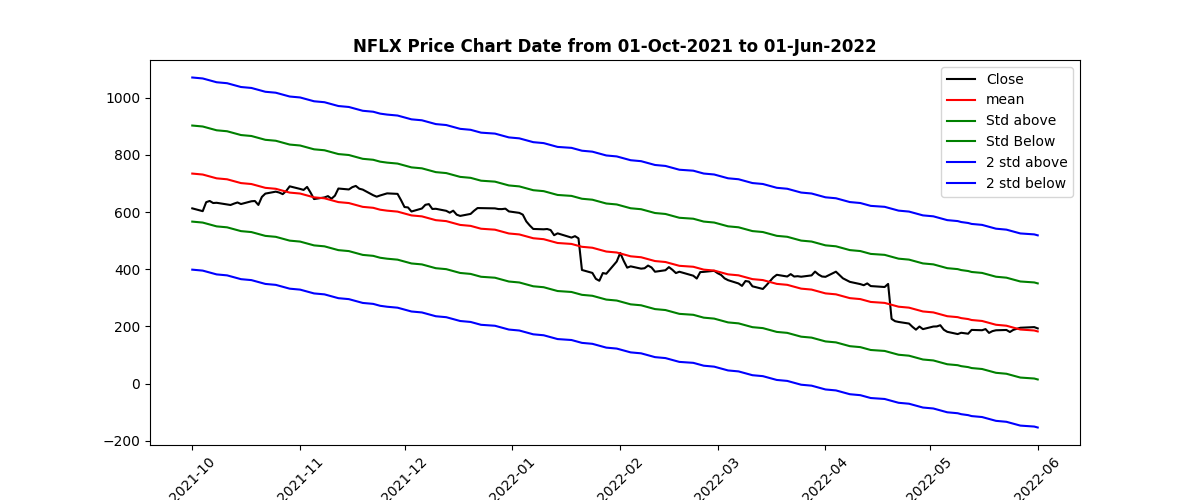 NFLX Price Chart Date from 01-Oct-2021 to 01-Jun-2022
Close
mean
Std above
Std Below
2 std above
2 std below
1000
800
600
400
200
0
−200
2021-10
2021-11
2021-12
2022-01
2022-02
2022-03
2022-04
2022-05
2022-06